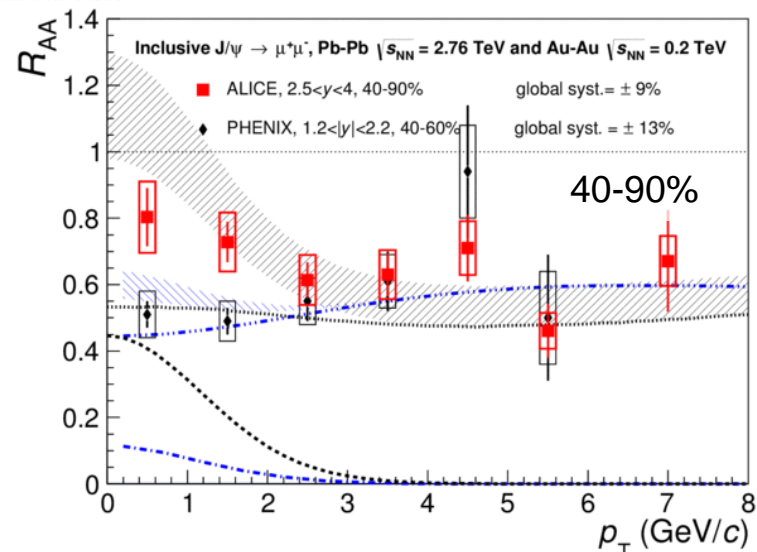 R_AA
1.4
1.2
1
0.8
0.6
0.4
0.2
0
Inclusive J/ψ → μ⁺μ⁻, Pb-Pb √s_NN = 2.76 TeV and Au-Au √s_NN = 0.2 TeV
ALICE, 2.5<y<4, 40-90% global syst.= ± 9%
PHENIX, 1.2<|y|<2.2, 40-60% global syst. = ± 13%
40-90%
0 1 2 3 4 5 6 7 8
p_T (GeV/c)